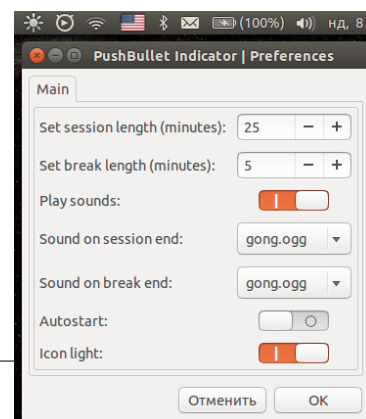 (100%) нд, 8
PushBullet Indicator | Preferences
Main
Set session length (minutes): 25 − +
Set break length (minutes): 5 − +
Play sounds:
Sound on session end: gong.ogg
Sound on break end: gong.ogg
Autostart:
Icon light:
Отменить OK